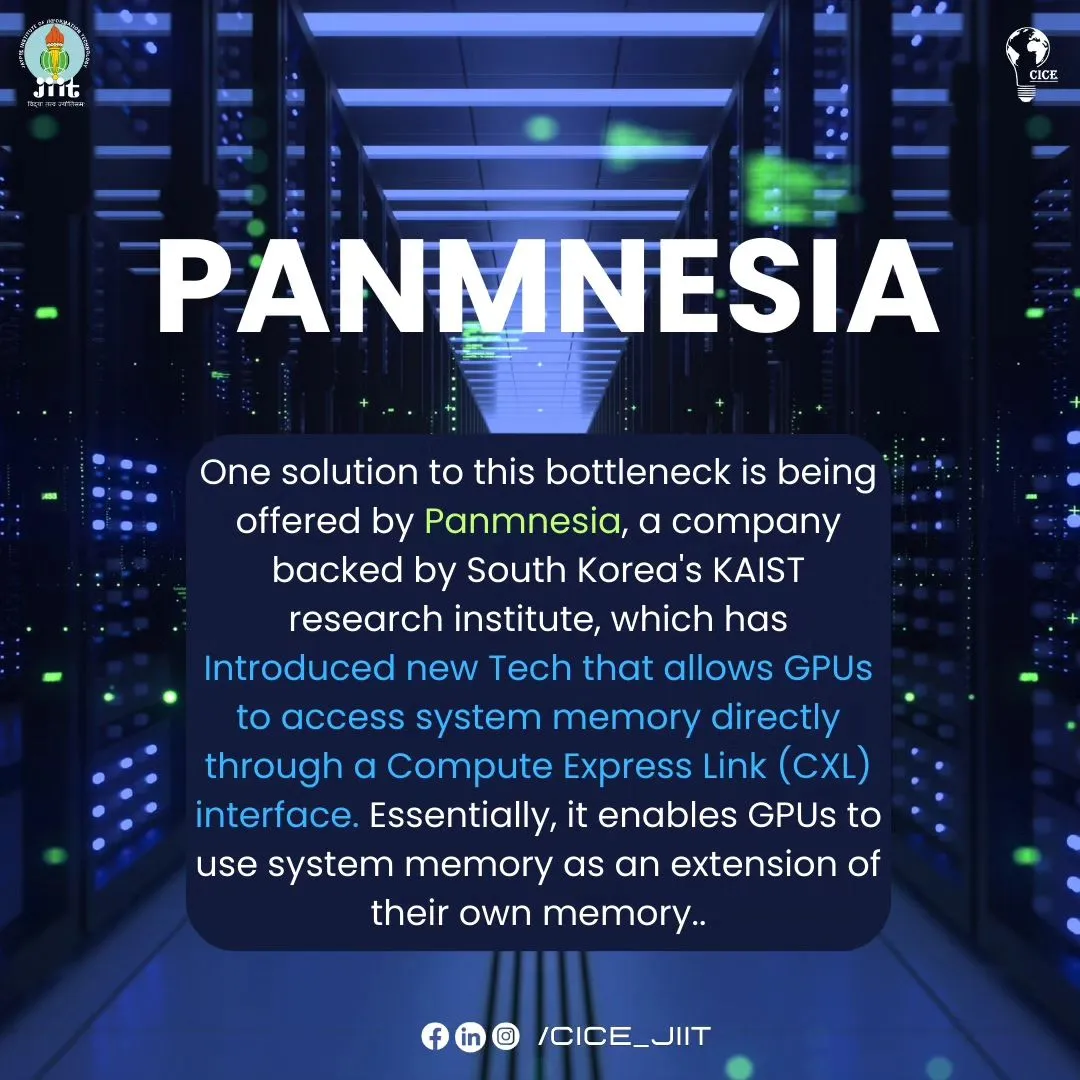 JAYPEE INSTITUTE OF INFORMATION TECHNOLOGY
jiit
विद्या तत्व ज्योतिसमः
CICE
PANMNESIA
One solution to this bottleneck is being
offered by Panmnesia, a company
backed by South Korea's KAIST
research institute, which has
Introduced new Tech that allows GPUs
to access system memory directly
through a Compute Express Link (CXL)
interface. Essentially, it enables GPUs to
use system memory as an extension of
their own memory..
/CICE_JIIT